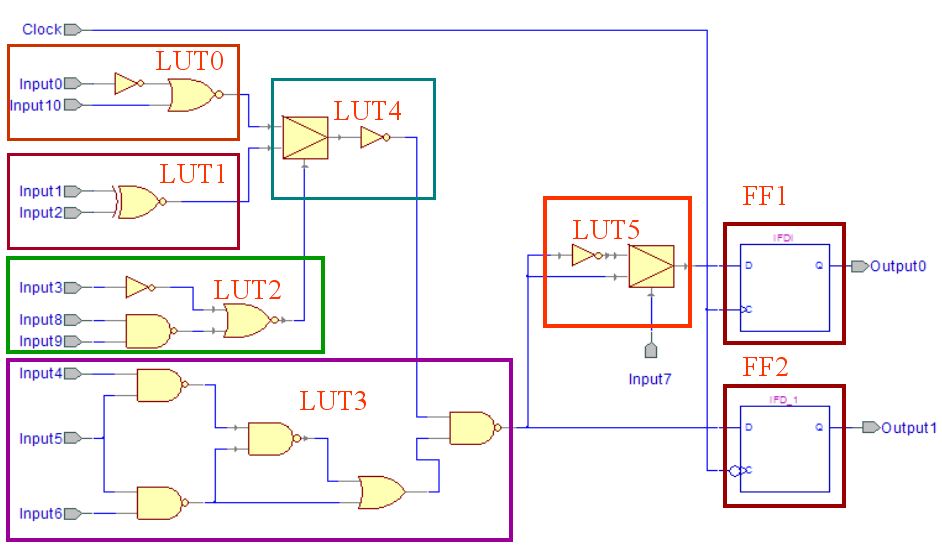 Clock
LUT0
Input0
Input10
LUT4
LUT1
Input1
Input2
FF1
LUT5
IFDI
D
Q
Output0
C
LUT2
Input3
Input8
Input9
Input7
FF2
LUT3
Input4
IFD_1
Input5
D
Q
Output1
C
Input6